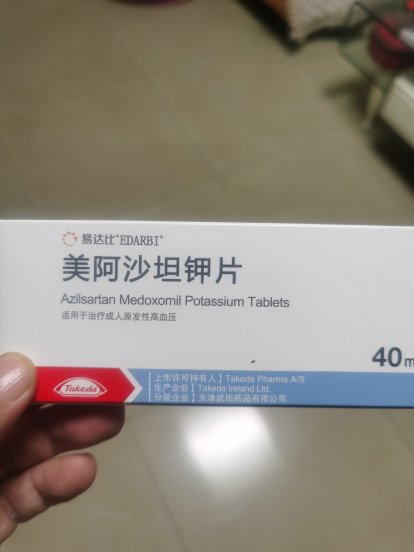 易达比"EDARBI"
美阿沙坦钾片
Azilsartan Medoxomil Potassium Tablets
适用于治疗成人原发性高血压
40m
Takeda
【上市许可持有人】Takeda Pharma A/S
【生产企业】Takeda Ireland Ltd.
【分装企业】天津武田药品有限公司